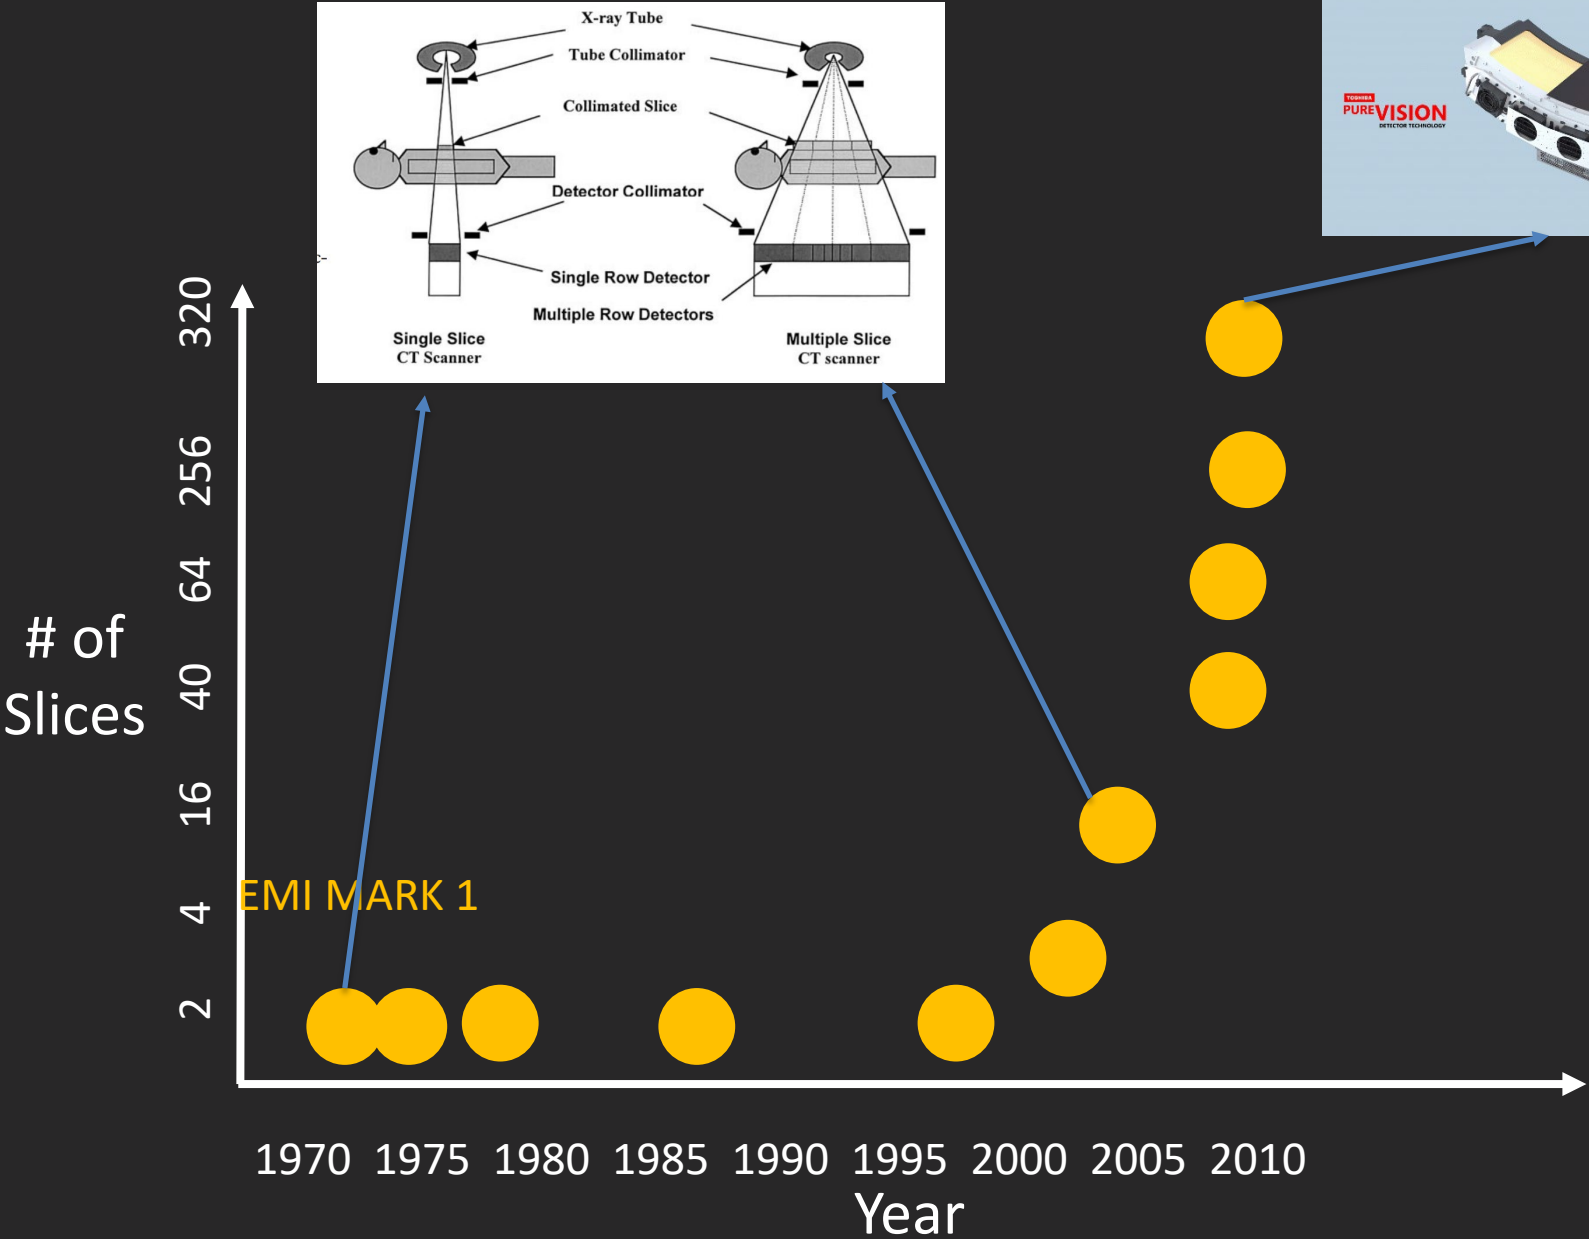 X-ray Tube
Tube Collimator
Collimated Slice
Detector Collimator
c-
Single Row Detector
Multiple Row Detectors
Single Slice
CT Scanner
Multiple Slice
CT scanner
TOSHIBA
PUREVISION
DETECTOR TECHNOLOGY
320
256
64
40
16
4
2
# of
Slices
EMI MARK 1
1970 1975 1980 1985 1990 1995 2000 2005 2010
Year